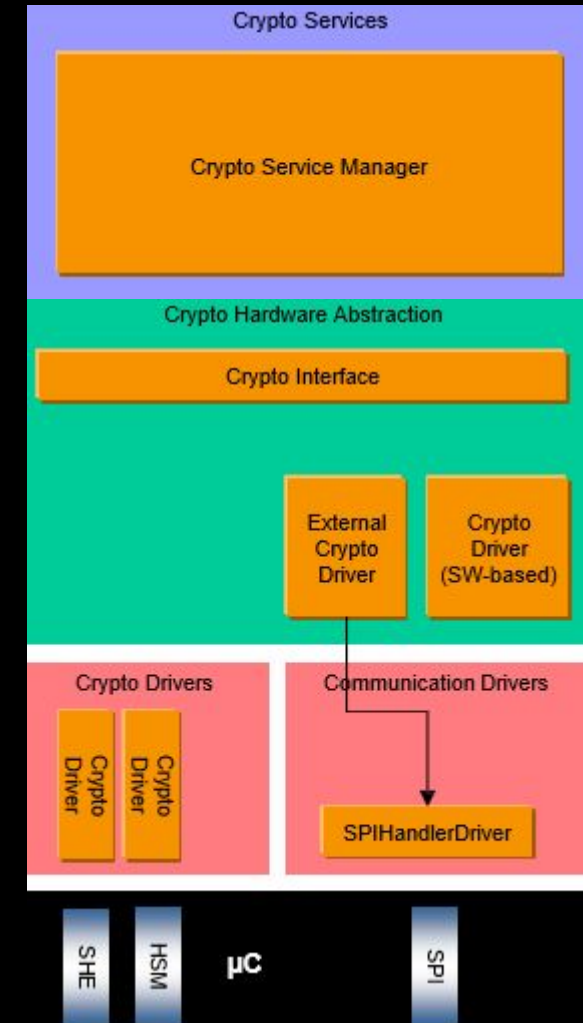 Crypto Services
Crypto Service Manager
Crypto Hardware Abstraction
Crypto Interface
External
Crypto
Driver
Crypto
Driver
(SW-based)
Crypto Drivers
Crypto
Driver
Crypto
Driver
Communication Drivers
SPIHandlerDriver
SHE
HSM
µC
SPI